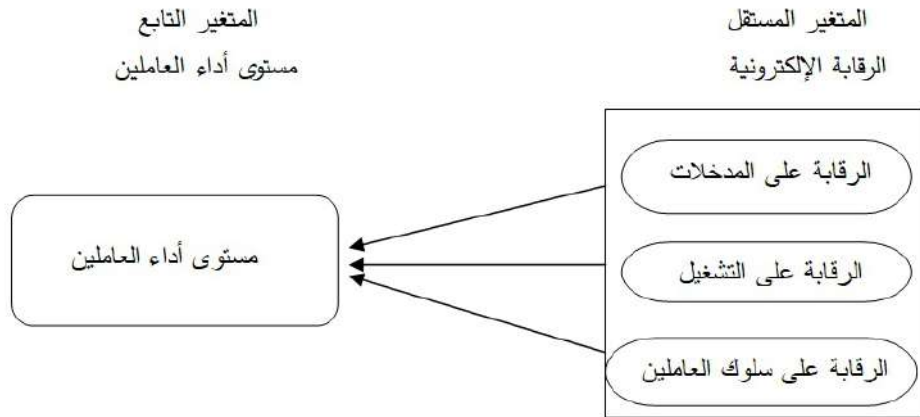 المتغير المستقل
الرقابة الإلكترونية
الرقابة على المدخلات
الرقابة على التشغيل
الرقابة على سلوك العاملين
المتغير التابع
مستوى أداء العاملين
مستوى أداء العاملين